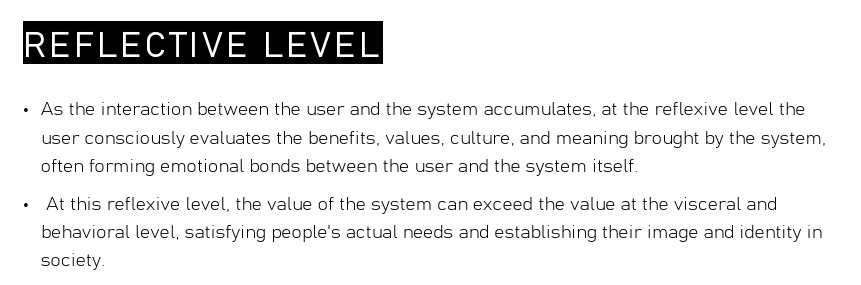 REFLECTIVE LEVEL
• As the interaction between the user and the system accumulates, at the reflexive level the
user consciously evaluates the benefits, values, culture, and meaning brought by the system,
often forming emotional bonds between the user and the system itself.
• At this reflexive level, the value of the system can exceed the value at the visceral and
behavioral level, satisfying people's actual needs and establishing their image and identity in
society.